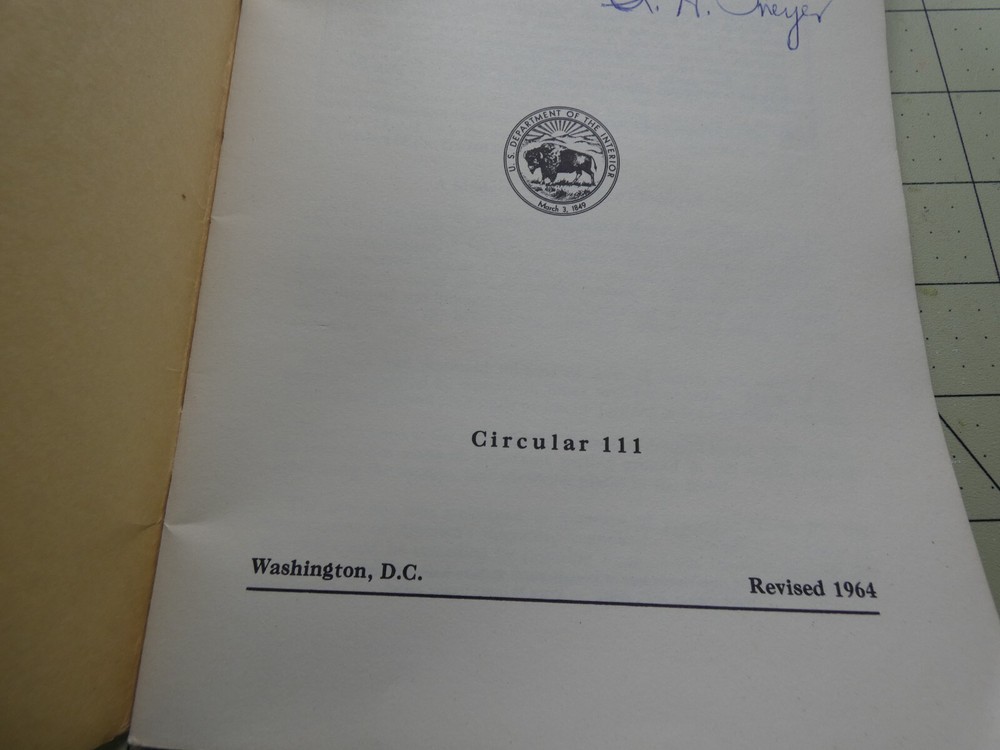 U.S. DEPARTMENT OF THE INTERIOR
March 3, 1849
Circular 111
Washington, D.C.
Revised 1964